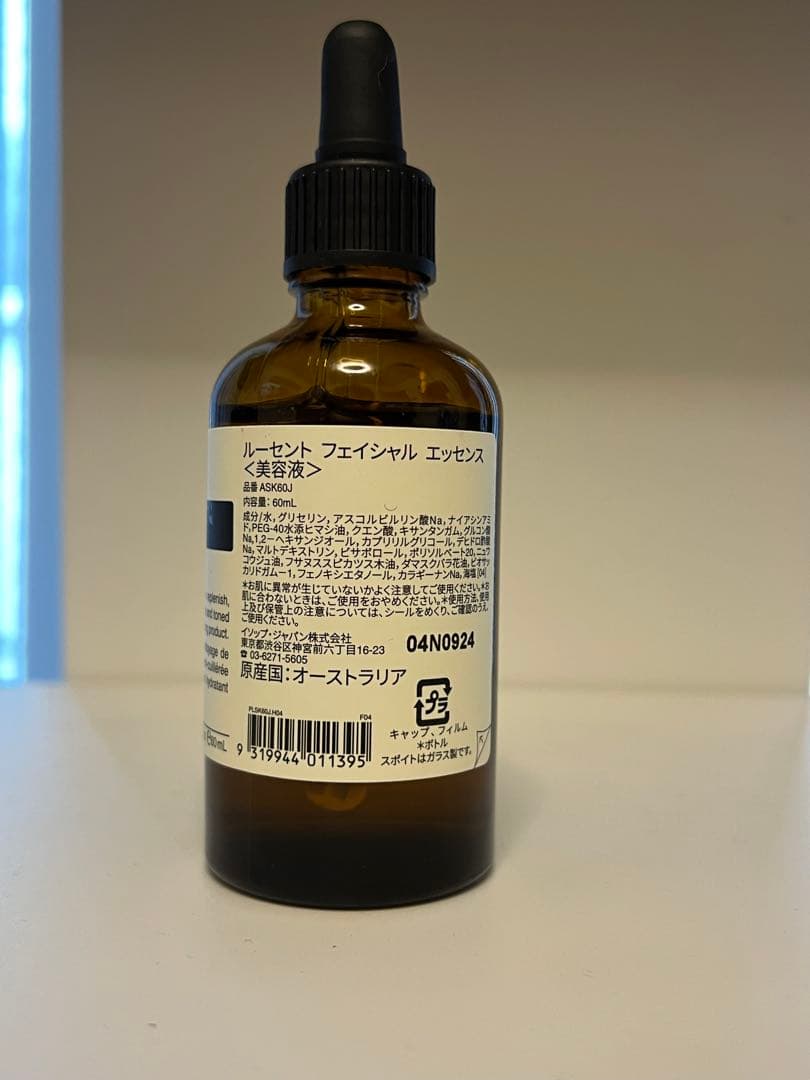 ルーセント フェイシャル エッセンス
＜美容液＞
品番 ASK60J
内容量：60mL
成分/水，グリセリン，アスコルビルリン酸Na，ナイアシンアミ
ド，PEG-40水添ヒマシ油，クエン酸，キサンタンガム，グルコン酸
Na，1,2－ヘキサンジオール，カプリリルグリコール，デヒドロ酢酸
Na，マルトデキストリン，ビサボロール，ポリソルベート20，ニュウ
コウジュ油，フサヌススピカツス木油，ダマスクバラ花油，ビオサッ
カリドガム－1，フェノキシエタノール，カラギーナンNa，海塩 [04]
＊お肌に異常が生じていないかよく注意してご使用ください。＊お
肌に合わないときは、ご使用をおやめください。＊使用方法、使用
上及び保管上の注意については、シールをめくり、ご確認のうえ、
ご使用ください。
イソップ・ジャパン株式会社
東京都渋谷区神宮前六丁目16-23
☎ 03-6271-5605
04N0924
原産国：オーストラリア
プラ
キャップ、フィルム
＊ボトル
スポイトはガラス製です。
PLSK60J.H04
F04
9 319944 011395
replenish,
and toned
product.
de
hydratant
℮60mL